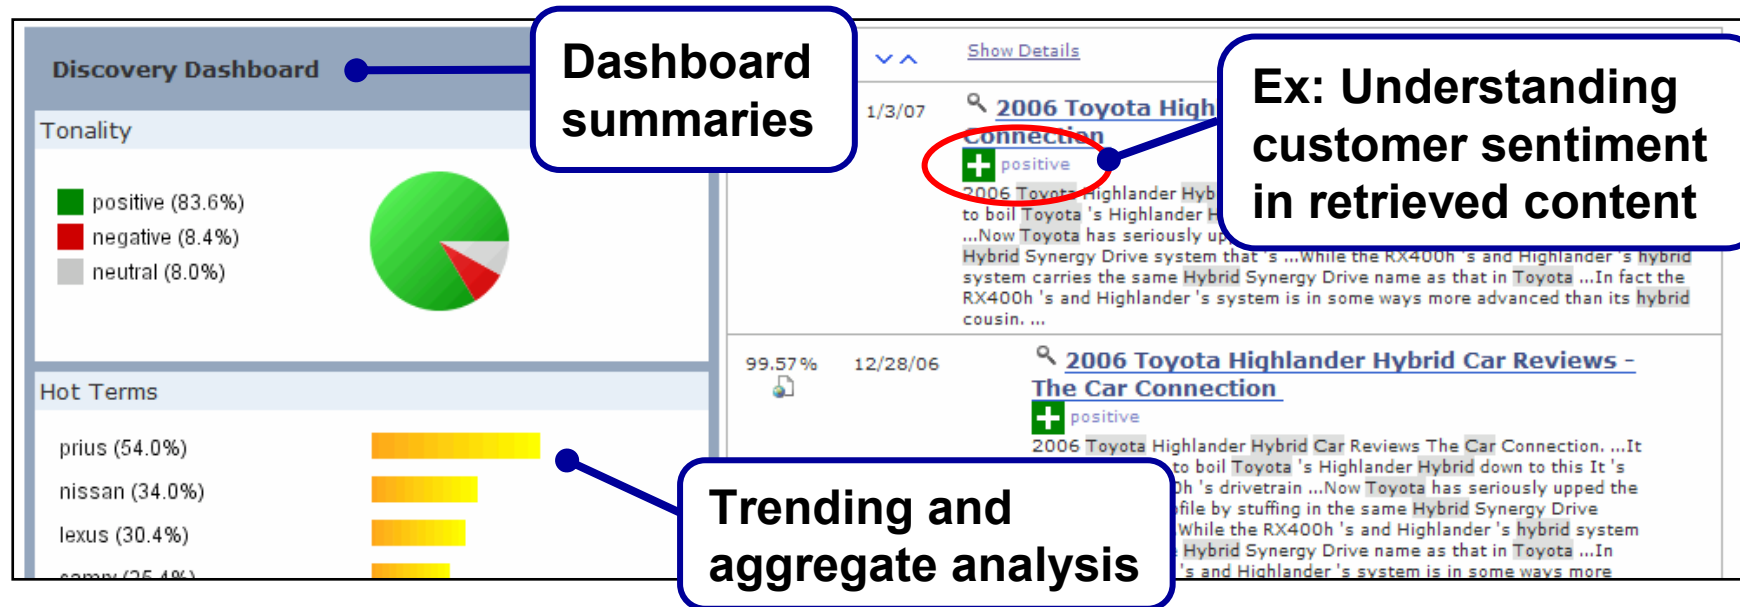 Discovery Dashboard
Tonality
positive (83.6%)
negative (8.4%)
neutral (8.0%)
Hot Terms
prius (54.0%)
nissan (34.0%)
lexus (30.4%)
Dashboard
summaries
Trending and
aggregate analysis
Show Details
Ex: Understanding
customer sentiment
in retrieved content
1/3/07
2006 Toyota High
Connection
positive
2006 Toyota Highlander Hyb
to boil Toyota 's Highlander H
...Now Toyota has seriously up
Hybrid Synergy Drive system that 's ...While the RX400h 's and Highlander 's hybrid
system carries the same Hybrid Synergy Drive name as that in Toyota ...In fact the
RX400h 's and Highlander 's system is in some ways more advanced than its hybrid
cousin. ...
99.57%
12/28/06
2006 Toyota Highlander Hybrid Car Reviews -
The Car Connection
positive
2006 Toyota Highlander Hybrid Car Reviews The Car Connection. ...It
to boil Toyota 's Highlander Hybrid down to this It 's
0h 's drivetrain ...Now Toyota has seriously upped the
file by stuffing in the same Hybrid Synergy Drive
While the RX400h 's and Highlander 's hybrid system
Hybrid Synergy Drive name as that in Toyota ...In
's and Highlander 's system is in some ways more